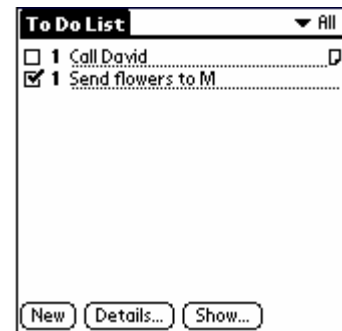 To Do List All
1 Call David
1 Send flowers to M
New Details... Show...